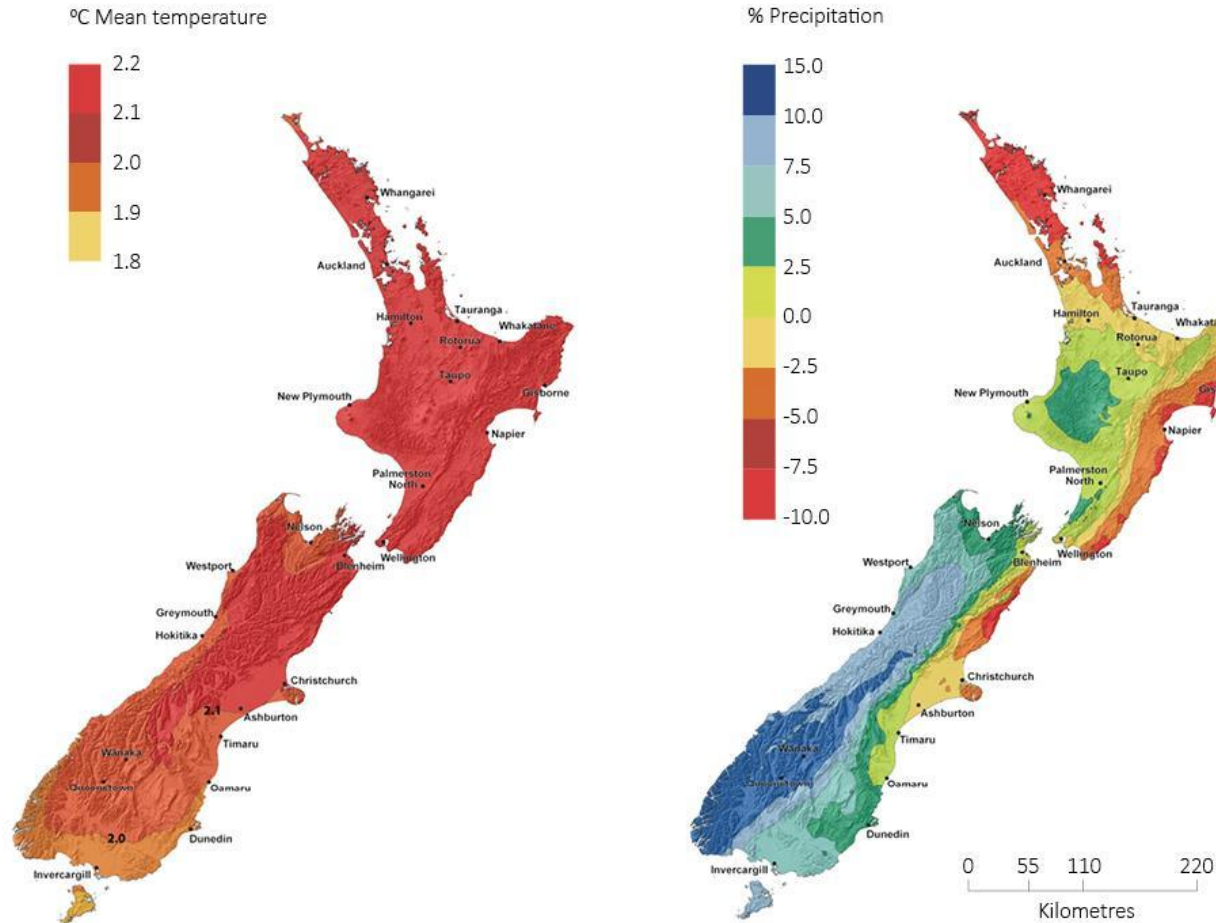 ºC Mean temperature
2.2
2.1
2.0
1.9
1.8
Whangarei
Auckland
Tauranga
Hamilton
Whakatane
Rotorua
Taupo
New Plymouth
Gisborne
Napier
Palmerston
North
Nelson
Wellington
Westport
Blenheim
Greymouth
Hokitika
Christchurch
2.1
Ashburton
Timaru
Wanaka
Queenstown
Oamaru
2.0
Dunedin
Invercargill
% Precipitation
15.0
10.0
7.5
5.0
2.5
0.0
-2.5
-5.0
-7.5
-10.0
Whangarei
Auckland
Tauranga
Hamilton
Whakata
Rotorua
Taupo
New Plymouth
Gis
Napier
Palmerston
North
Nelson
Wellington
Westport
Blenheim
Greymouth
Hokitika
Christchurch
Ashburton
Timaru
Wanaka
Queenstown
Oamaru
Dunedin
Invercargill
0 55 110 220
Kilometres